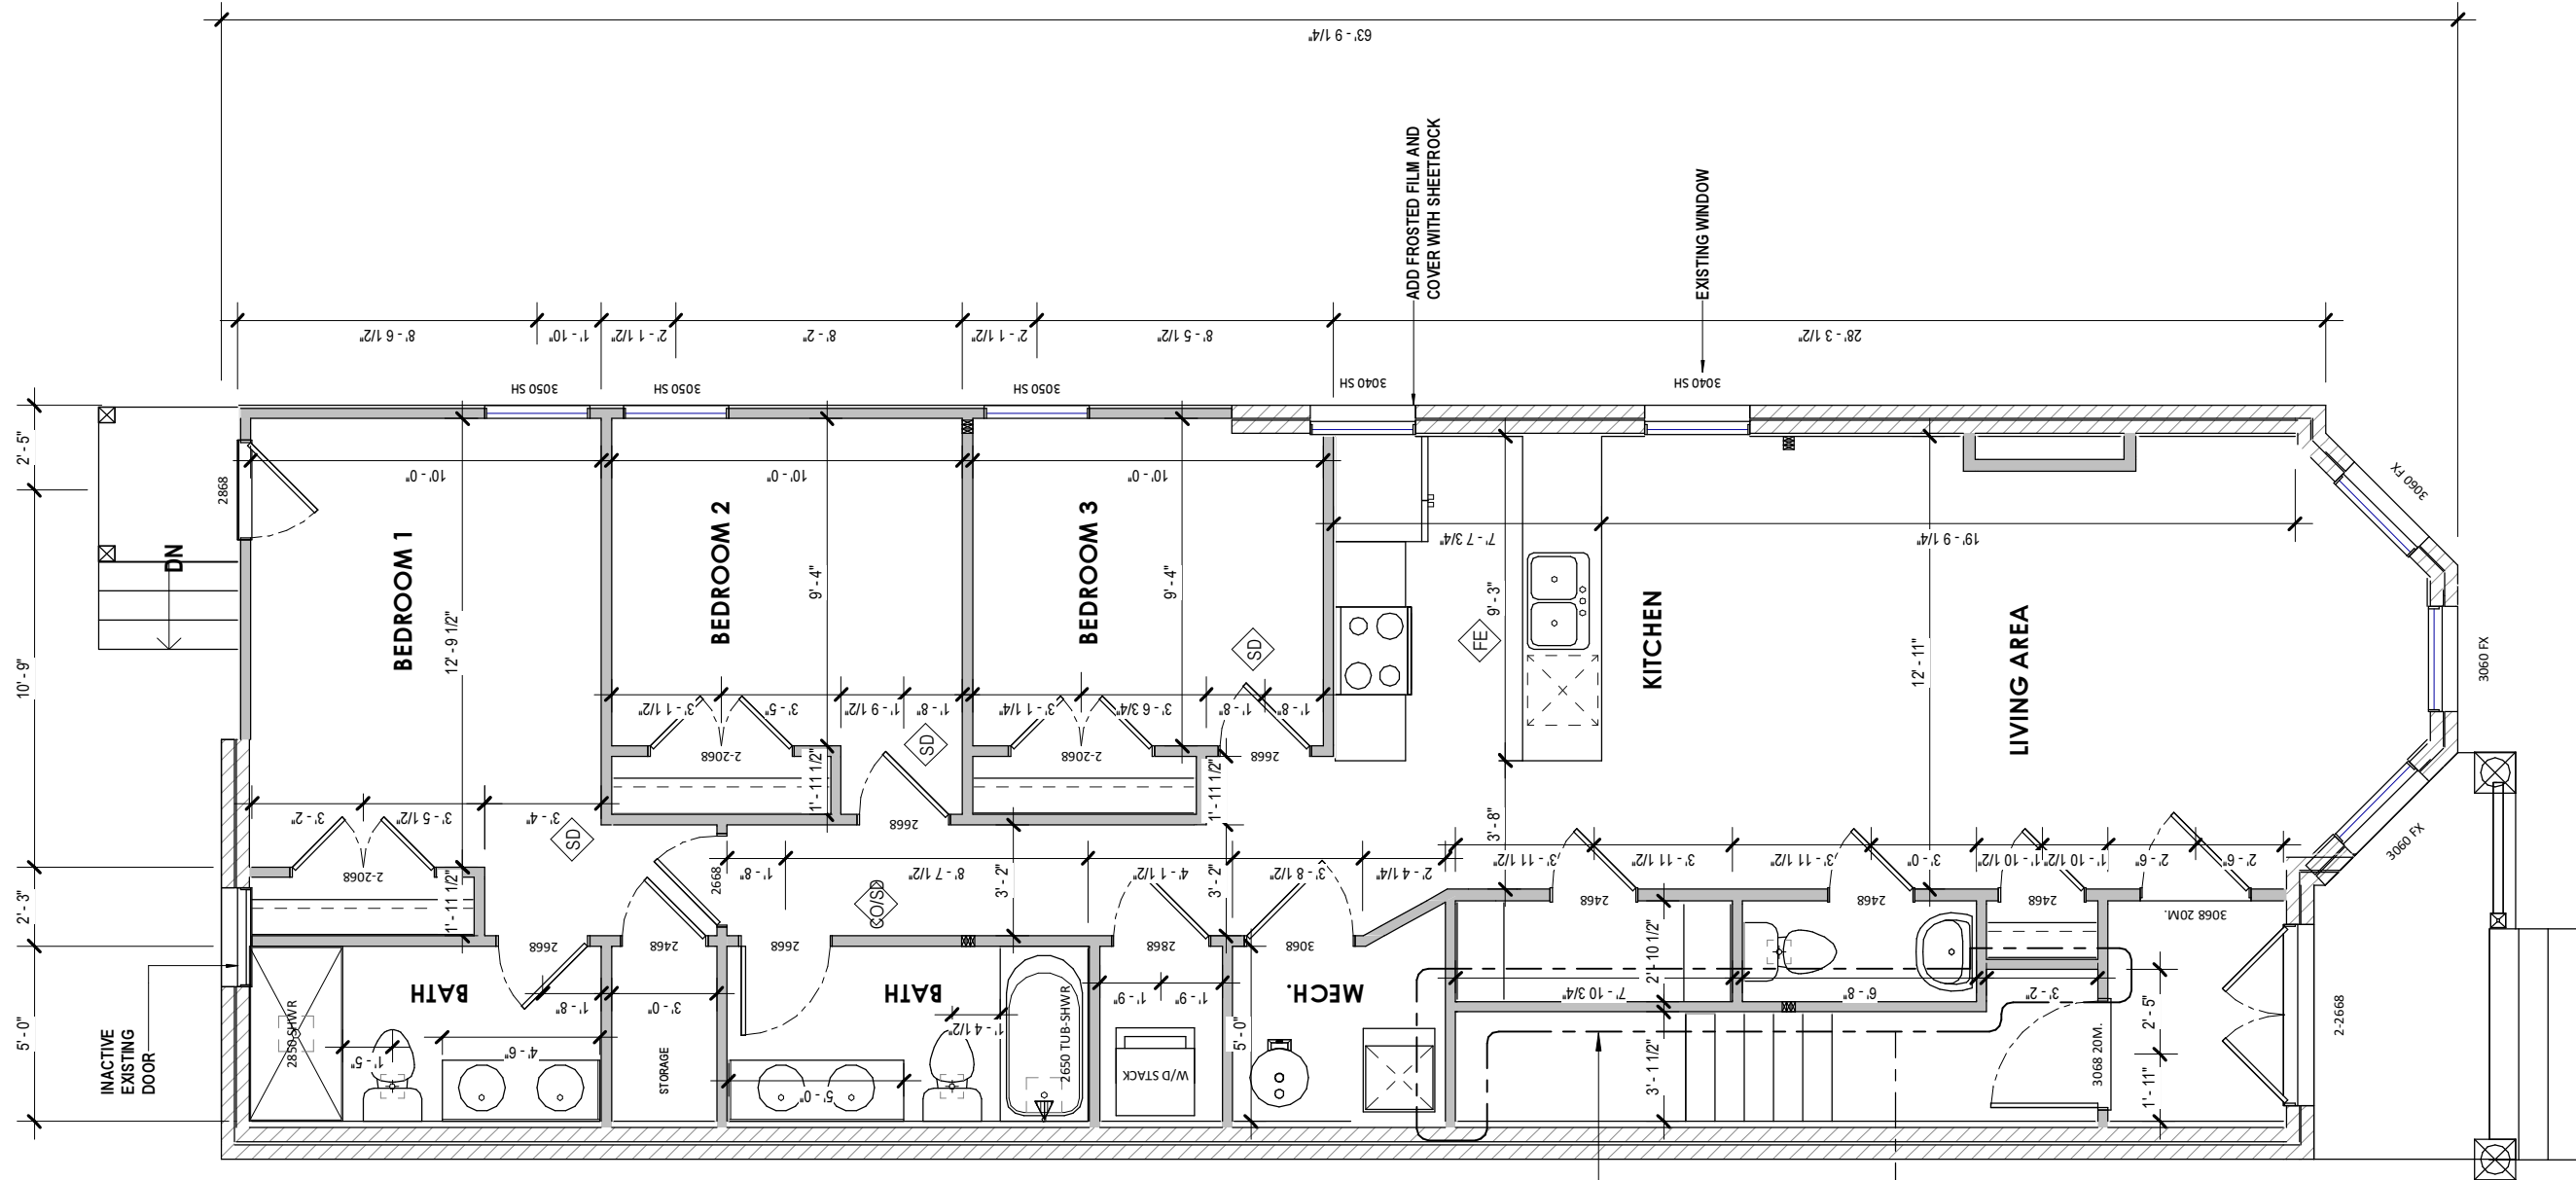 63' - 9 1/4"
ADD FROSTED FILM AND
COVER WITH SHEETROCK
EXISTING WINDOW
8' - 6 1/2"
1' - 10"
2' - 1 1/2"
8' - 2"
2' - 1 1/2"
8' - 5 1/2"
28' - 3 1/2"
3050 SH
3050 SH
3050 SH
3040 SH
3040 SH
2' - 5"
10' - 9"
2' - 3"
5' - 0"
DN
2868
10' - 0"
10' - 0"
10' - 0"
7' - 7 3/4"
19' - 9 1/4"
3060 FX
3060 FX
3060 FX
BEDROOM 1
12' - 9 1/2"
BEDROOM 2
9' - 4"
BEDROOM 3
9' - 4"
SD
FE
9' - 3"
KITCHEN
12' - 11"
LIVING AREA
3' - 1 1/2"
3' - 5"
1' - 9 1/2"
1' - 8"
3' - 1 1/4"
3' - 6 3/4"
1' - 8"
1' - 8"
2-2068
SD
2-2068
2668
1' - 11 1/2"
1' - 11 1/2"
3' - 2"
3' - 5 1/2"
3' - 4"
SD
2668
3' - 8"
2-2068
1' - 11 1/2"
2668
1' - 8"
8' - 7 1/2"
4' - 1 1/2"
3' - 8 1/2"
2' - 4 1/4"
3' - 2"
3' - 2"
CO/SD
3' - 11 1/2"
3' - 11 1/2"
3' - 11 1/2"
3' - 0"
1' - 10 1/2"
1' - 10 1/2"
2' - 6"
2' - 6"
2668
2468
2668
2868
3068
2468
2468
2468
3068 20M.
BATH
1' - 8"
3' - 0"
BATH
1' - 9"
1' - 9"
MECH.
7' - 10 3/4"
2' - 10 1/2"
6' - 8"
3' - 2"
INACTIVE
EXISTING
DOOR
2850 SHWR
1' - 5"
4' - 6"
STORAGE
5' - 0"
1' - 4 1/2"
2650 TUB-SHWR
W/D STACK
5' - 0"
3' - 1 1/2"
3068 20M.
2' - 5"
1' - 11"
2-2668